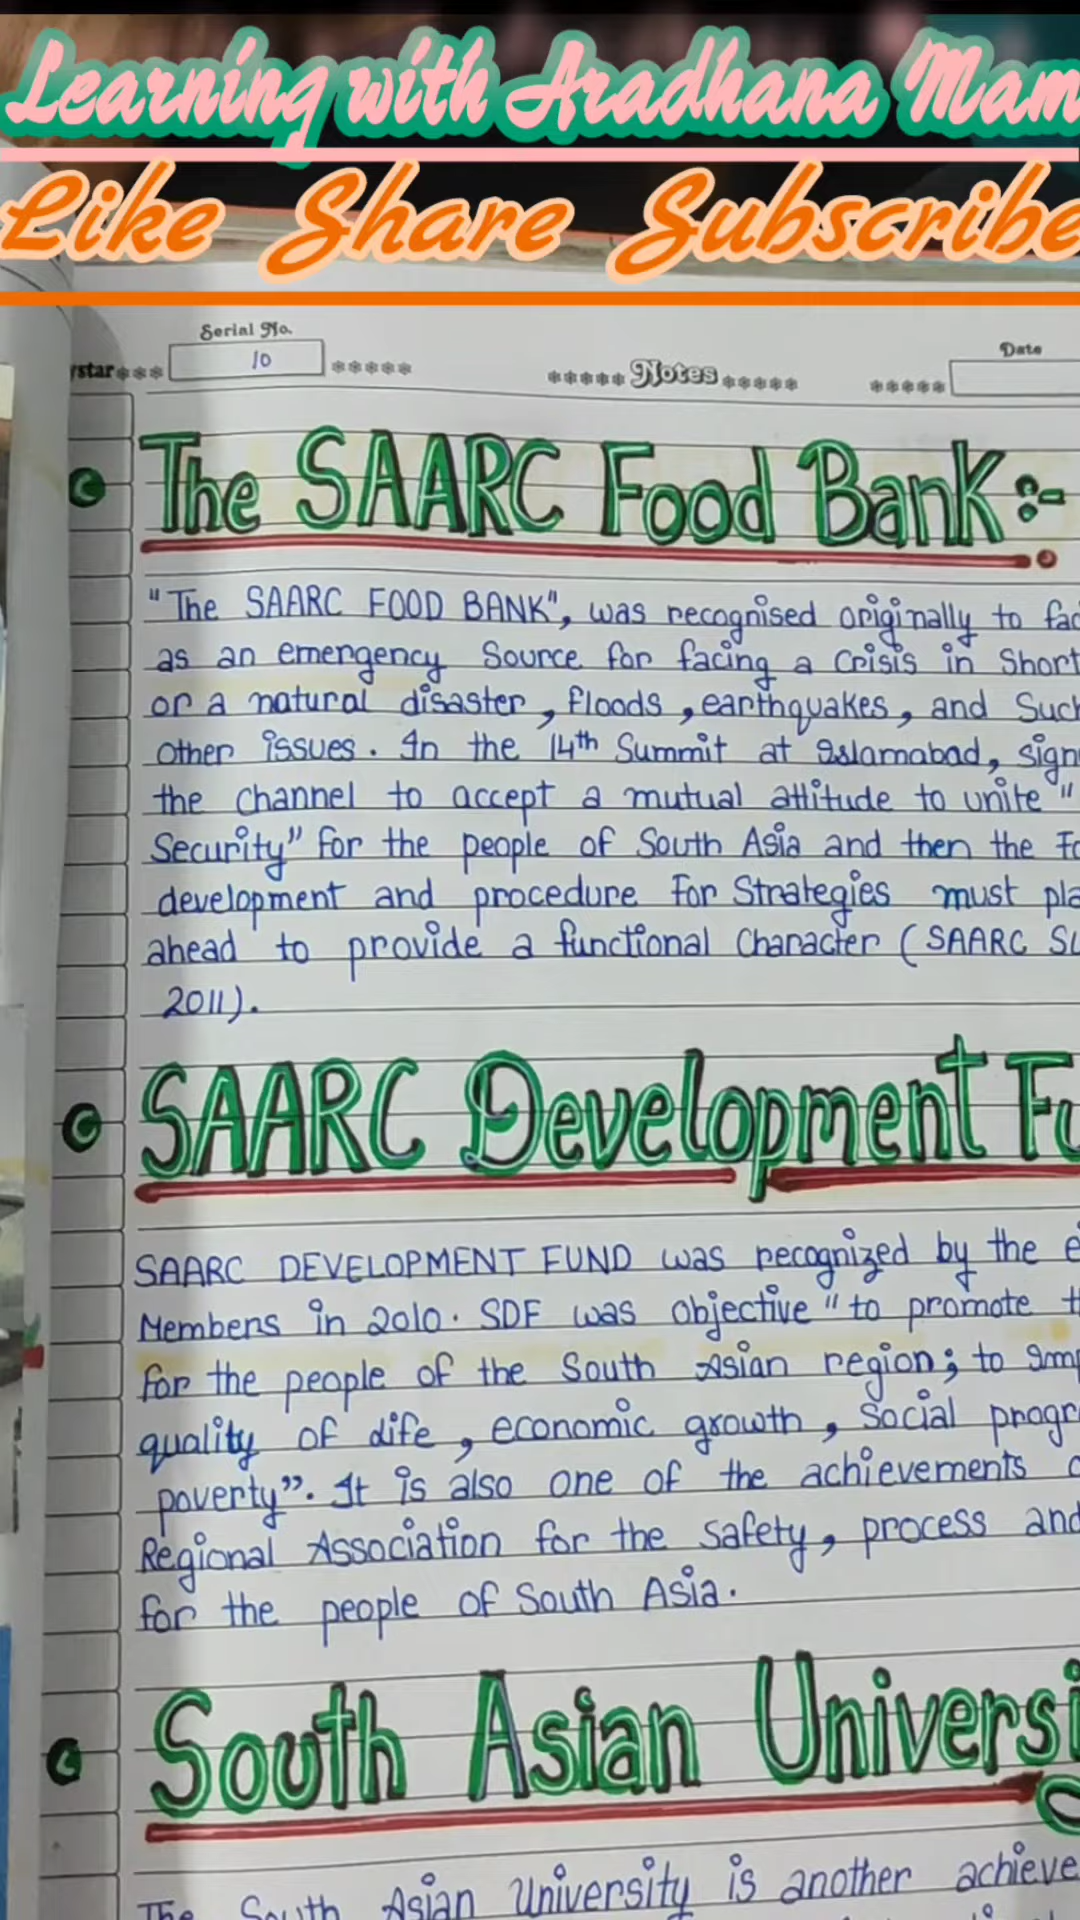 Learning with Aradhana Mam
Like Share Subscribe
Serial No.
10
Notes
Date
The SAARC Food Bank:-
"The SAARC FOOD BANK", was recognised originally to
as an emergency Source for facing a Crisis in Short
or a natural disaster, floods, earthquakes, and Such
other issues. In the 14th Summit at Islamabad,
the channel to accept a mutual attitude to unite "
Security" for the people of South Asia and then the
development and procedure For Strategies must
ahead to provide a functional Character (SAARC
2011).
SAARC Development
SAARC DEVELOPMENT FUND was recognized by the
Members in 2010. SDF was objective "to promote
for the people of the South Asian region; to
quality of life, economic growth, Social
poverty". It is also one of the achievements
Regional Association for the safety, process and
for the people of South Asia.
South Asian
The South Asian University is another